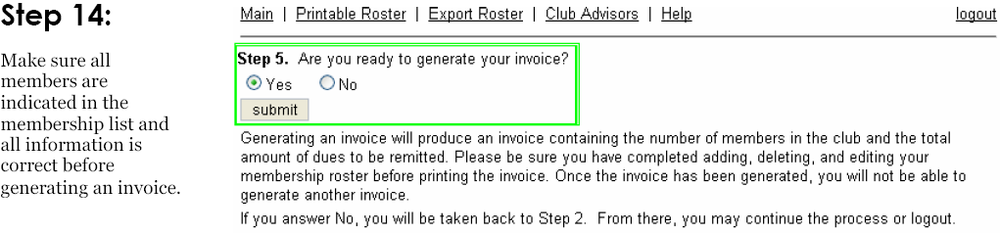 Step 14:
Make sure all
members are
indicated in the
membership list and
all information is
correct before
generating an invoice.
Main | Printable Roster | Export Roster | Club Advisors | Help
logout
Step 5. Are you ready to generate your invoice?
Yes No
submit
Generating an invoice will produce an invoice containing the number of members in the club and the total
amount of dues to be remitted. Please be sure you have completed adding, deleting, and editing your
membership roster before printing the invoice. Once the invoice has been generated, you will not be able to
generate another invoice.
If you answer No, you will be taken back to Step 2. From there, you may continue the process or logout.